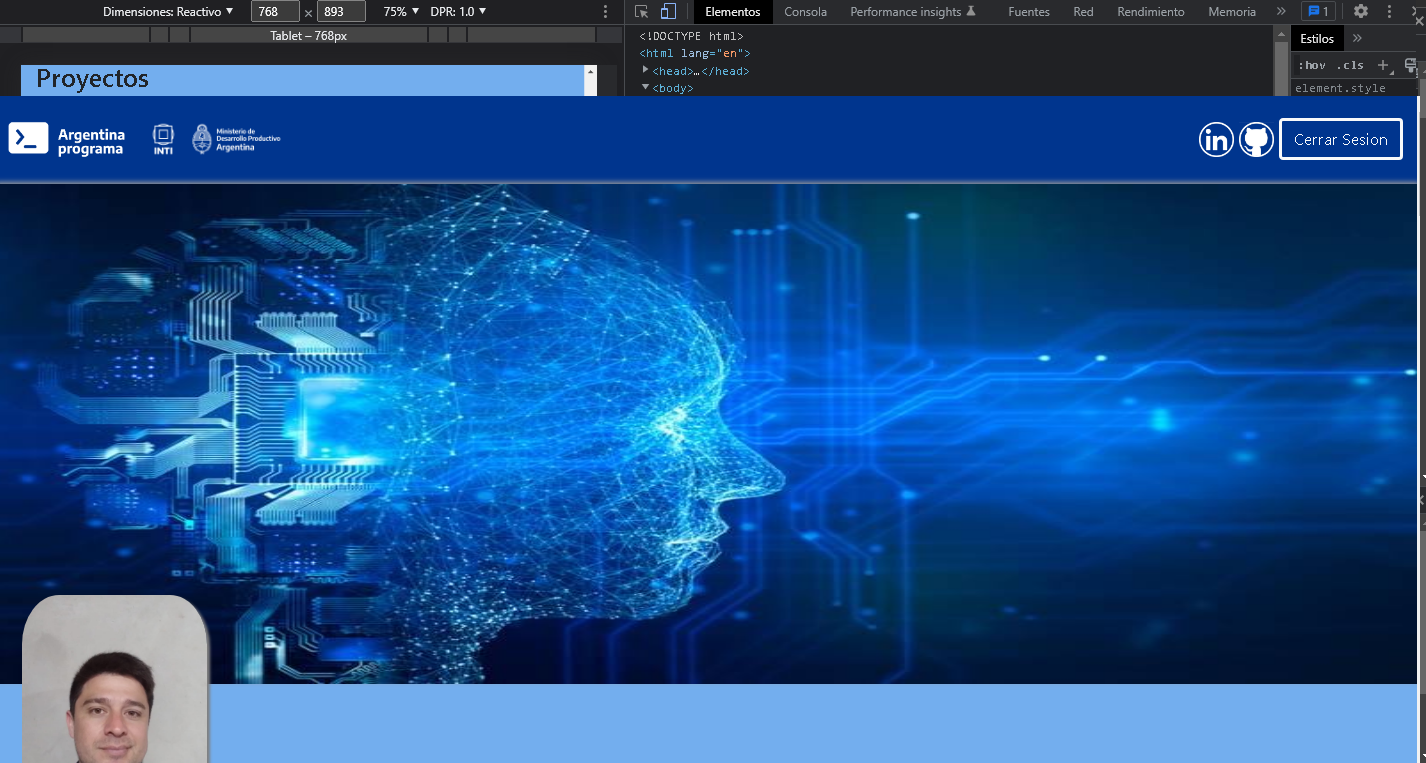 Dimensiones: Reactivo 768 × 893 75% DPR: 1.0
Elementos Consola Performance insights Fuentes Red Rendimiento Memoria » 1
Tablet – 768px
<!DOCTYPE html>
<html lang="en">
<head>…</head>
<body>
Estilos »
:hov .cls +
element.style
Proyectos
Argentina
programa
INTI
Ministerio de
Desarrollo Productivo
Argentina
in
Cerrar Sesion